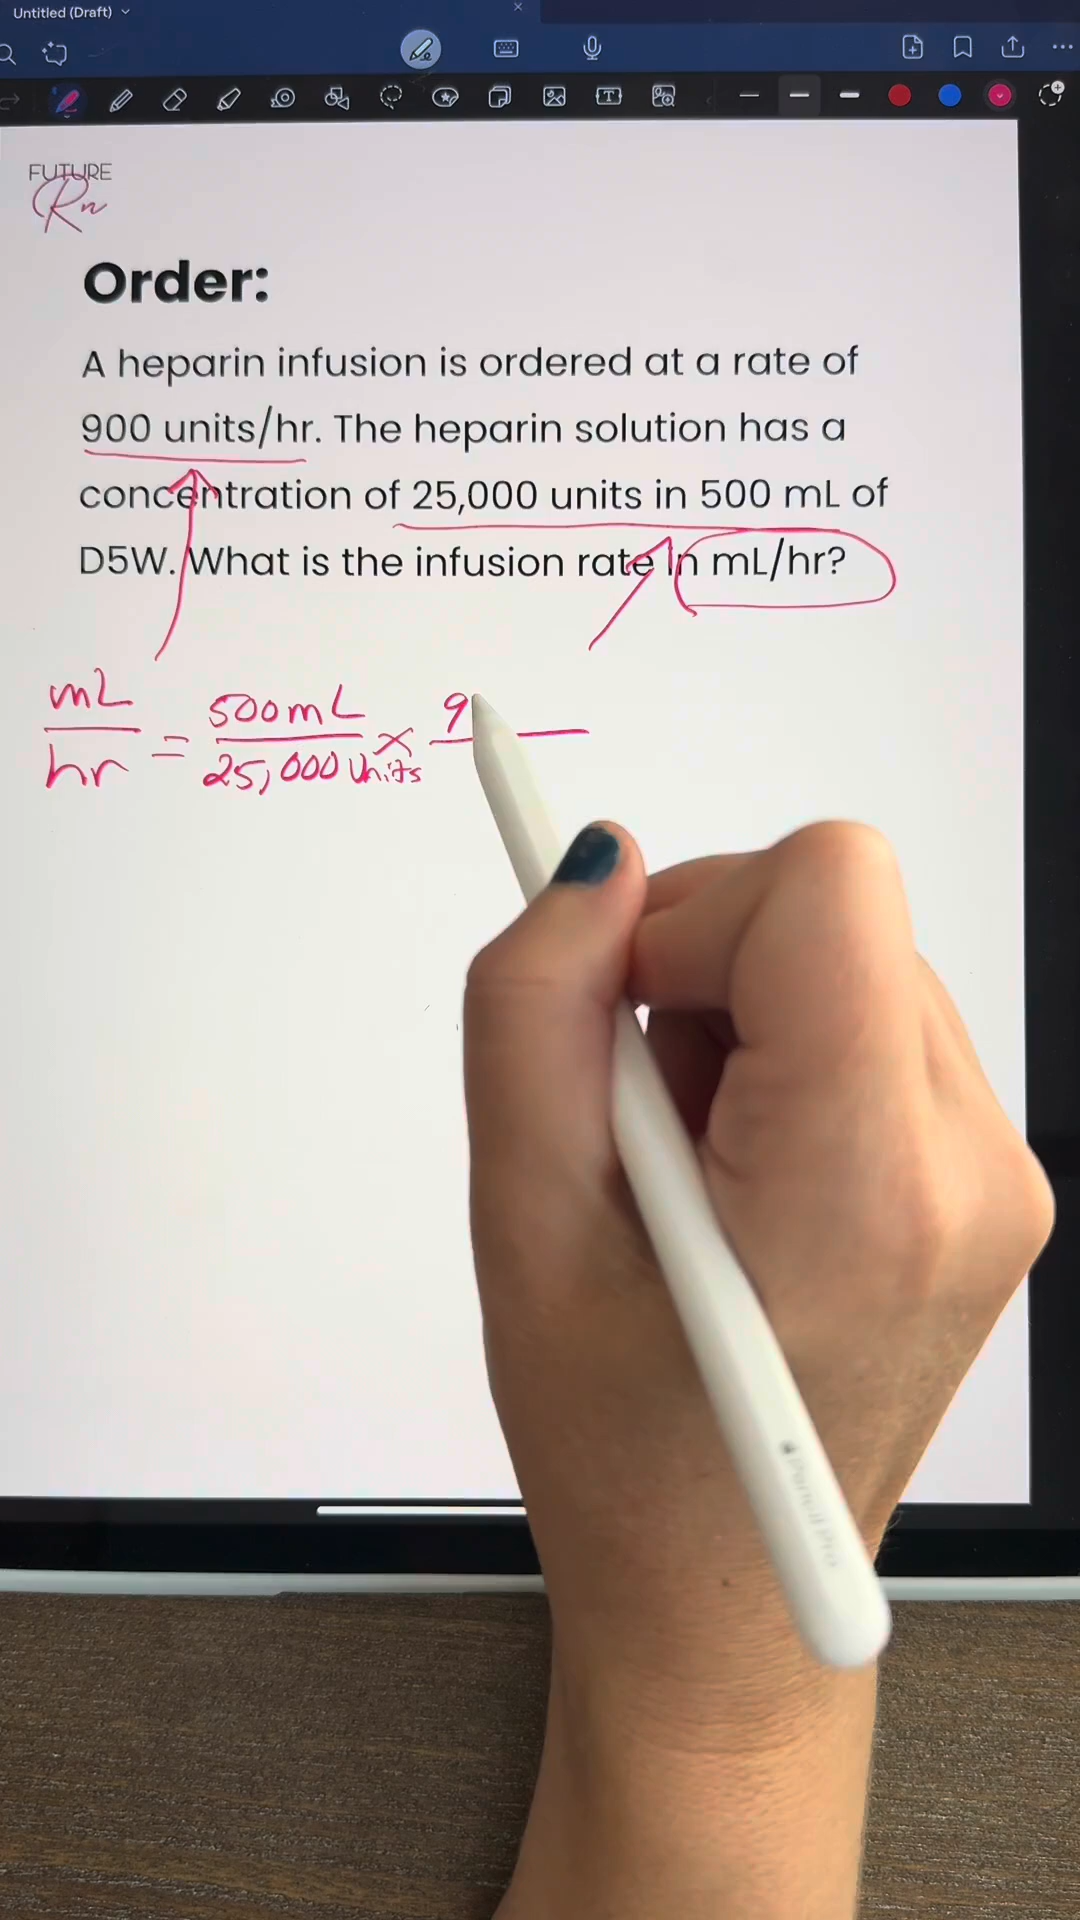 Untitled (Draft)
FUTURE
Rn
Order:
A heparin infusion is ordered at a rate of
900 units/hr. The heparin solution has a
concentration of 25,000 units in 500 mL of
D5W. What is the infusion rate in mL/hr?
mL
hr
=
500mL
25,000 Units
x
9
Pencil Pro